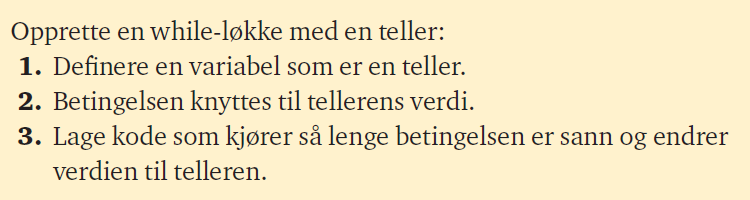 Opprette en while-løkke med en teller:
1. Definere en variabel som er en teller.
2. Betingelsen knyttes til tellerens verdi.
3. Lage kode som kjører så lenge betingelsen er sann og endrer
verdien til telleren.